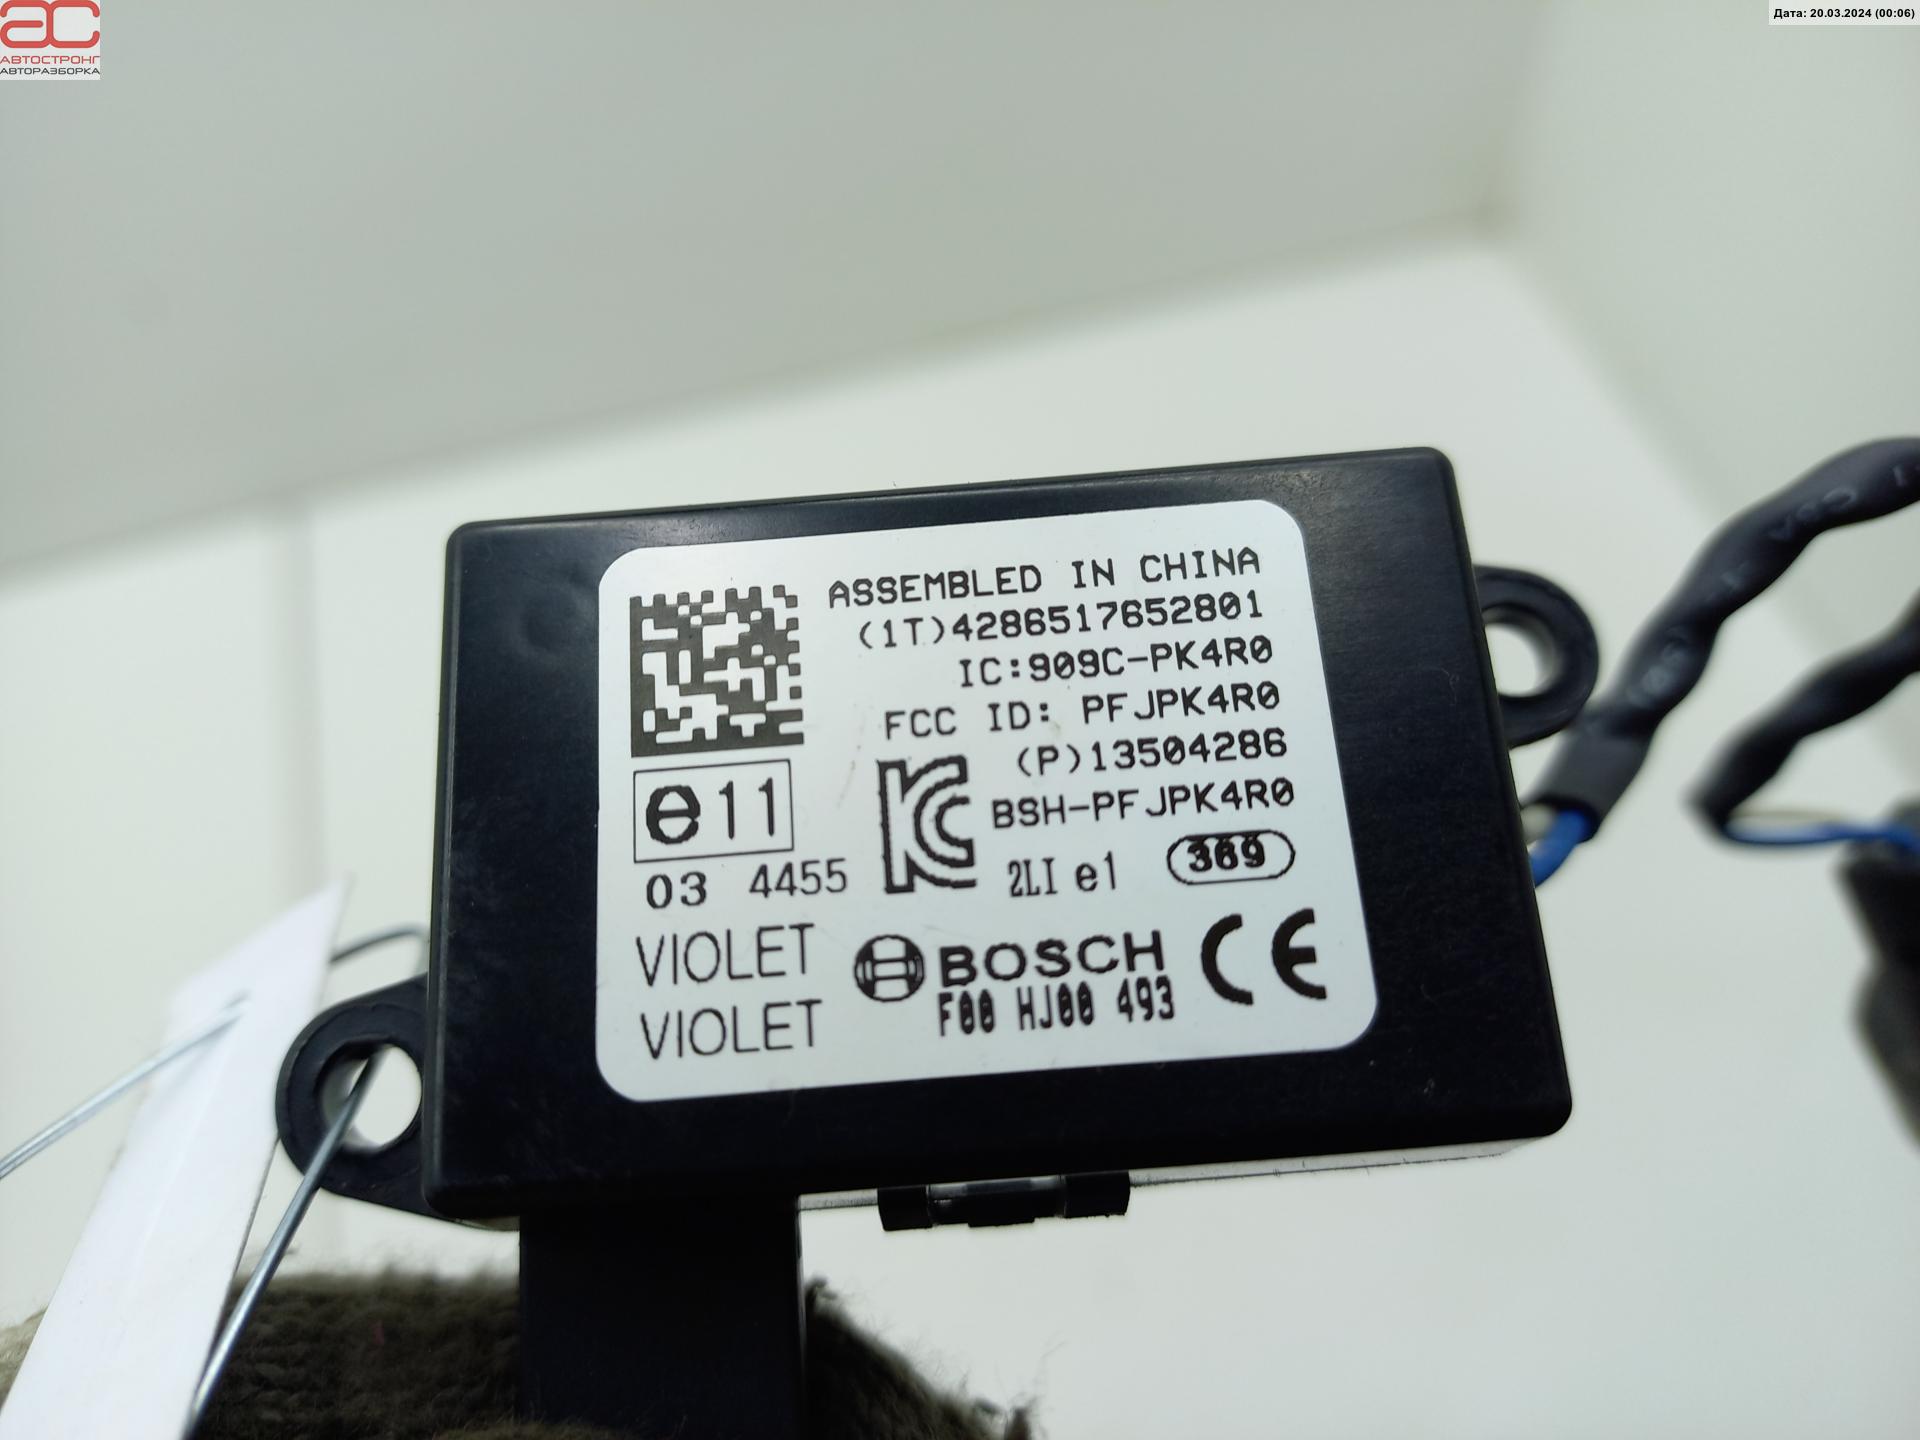 АС
АВТОСТРОНГ
АВТОРАЗБОРКА
Дата: 20.03.2024 (00:06)
ASSEMBLED IN CHINA
(1T)4286517652801
IC:909C-PK4R0
FCC ID: PFJPK4R0
(P)13504286
BSH-PFJPK4R0
e11
03 4455
2LI e1
369
VIOLET
VIOLET
BOSCH
F00 HJ00 493
CE